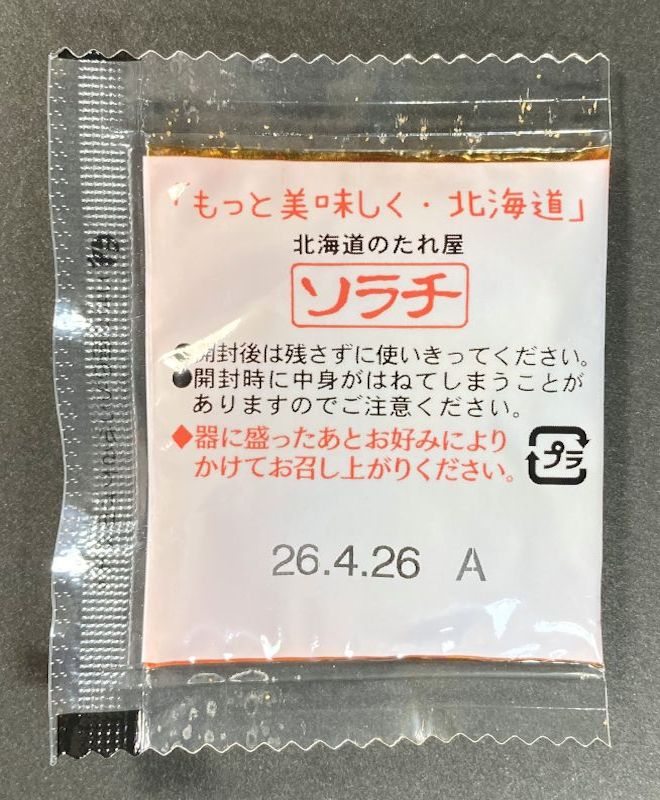 「もっと美味しく・北海道」
北海道のたれ屋
ソラチ
●開封後は残さずに使いきってください。
●開封時に中身がはねてしまうことが
ありますのでご注意ください。
◆器に盛ったあとお好みにより
かけてお召し上がりください。
プラ
26.4.26 A